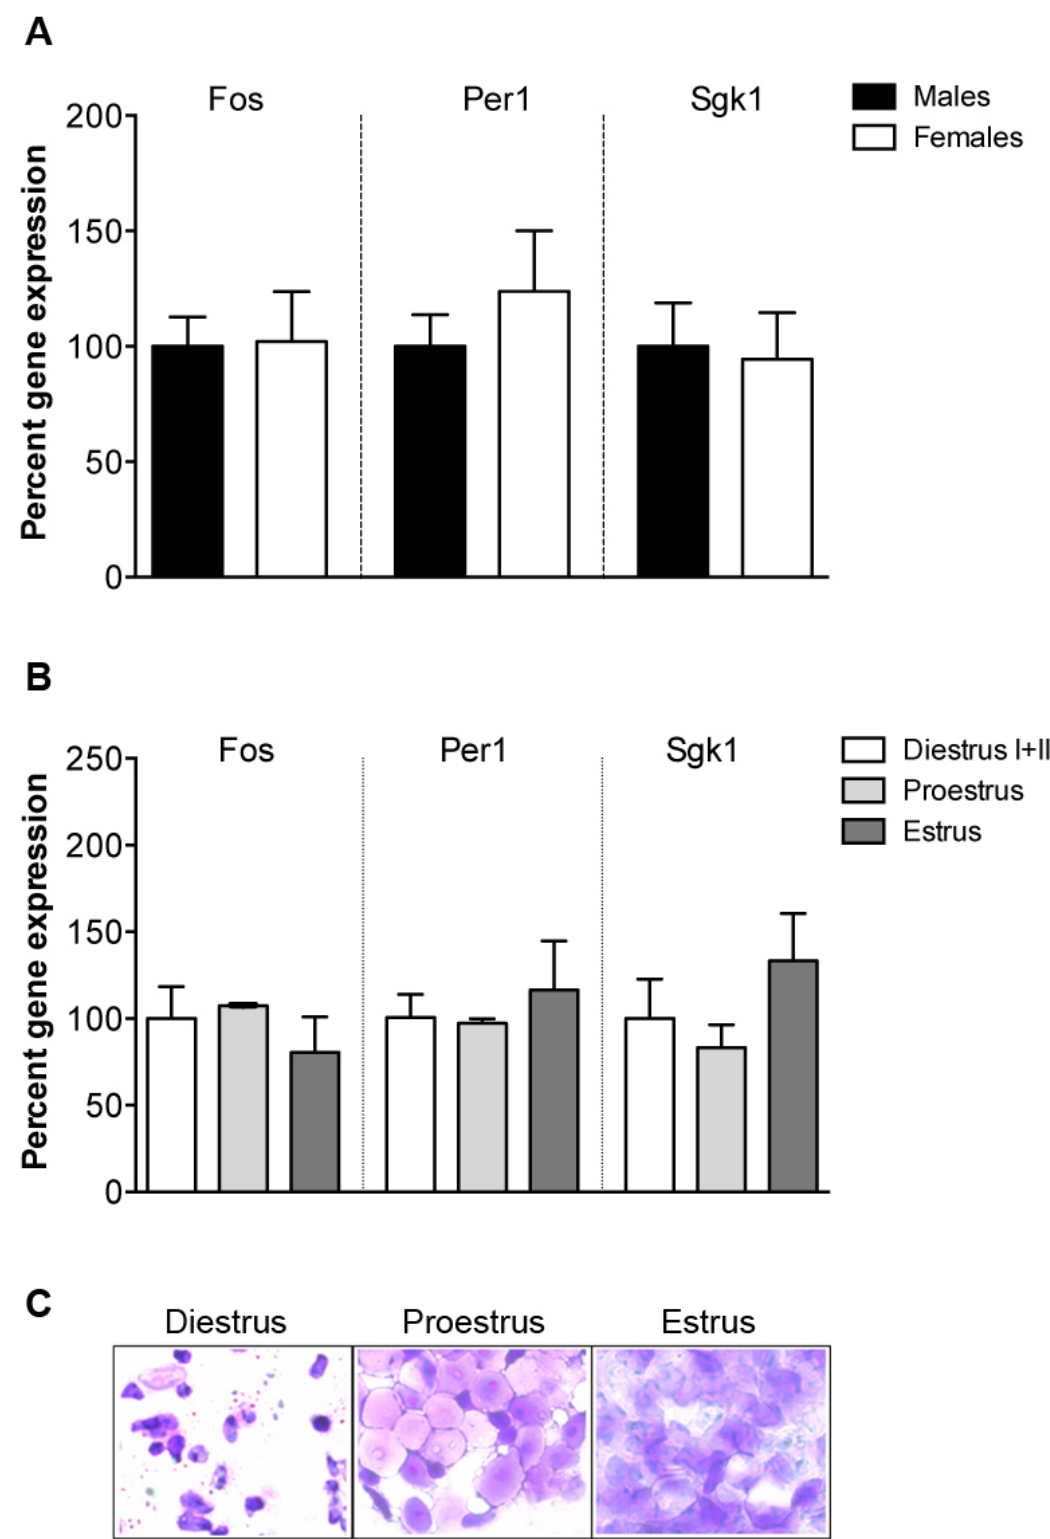 A
Fos Per1 Sgk1
Males
Females
200
150
100
50
0
Percent gene expression
B
Fos Per1 Sgk1
Diestrus I+II
Proestrus
Estrus
250
200
150
100
50
0
Percent gene expression
C
Diestrus Proestrus Estrus